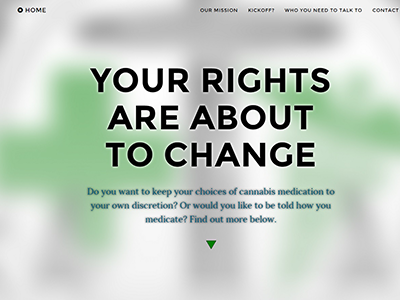 HOME OUR MISSION KICKOFF? WHO YOU NEED TO TALK TO CONTACT
YOUR RIGHTS
ARE ABOUT
TO CHANGE
Do you want to keep your choices of cannabis medication to
your own discretion? Or would you like to be told how you
medicate? Find out more below.